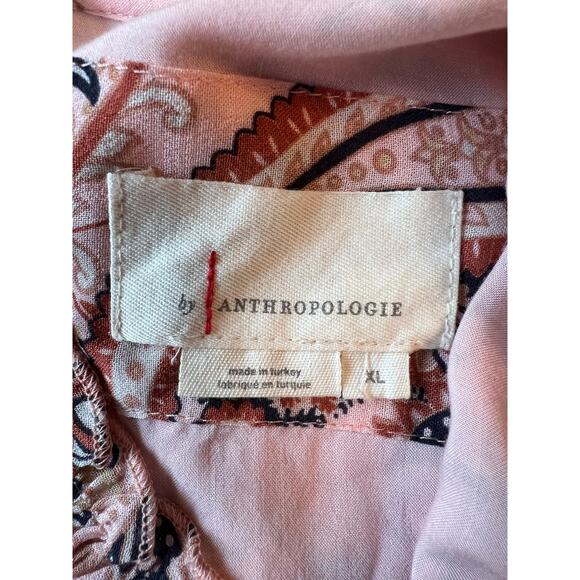 by ANTHROPOLOGIE
made in turkey
fabriqué en turquie
XL